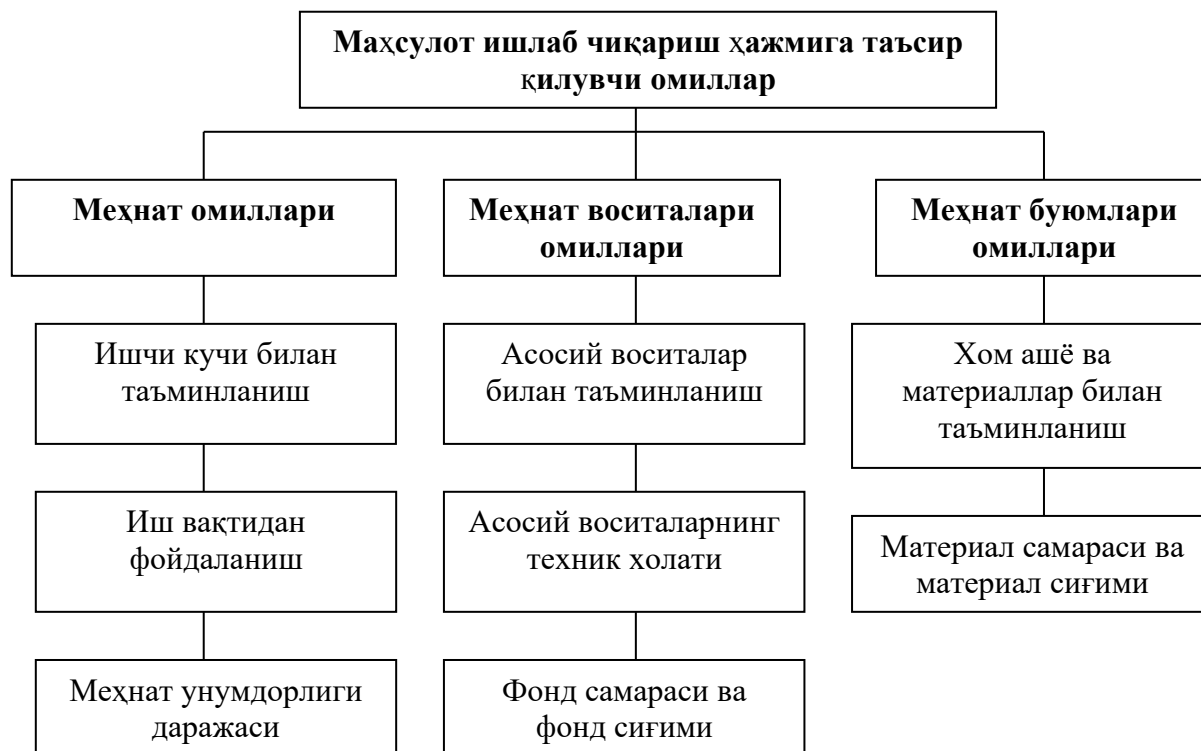 Маҳсулот ишлаб чиқариш ҳажмига таъсир
қилувчи омиллар
Меҳнат омиллари
Меҳнат воситалари
омиллари
Меҳнат буюмлари
омиллари
Ишчи кучи билан
таъминланиш
Асосий воситалар
билан таъминланиш
Хом ашё ва
материаллар билан
таъминланиш
Иш вақтидан
фойдаланиш
Асосий воситаларнинг
техник холати
Материал самараси ва
материал сиғими
Меҳнат унумдорлиги
даражаси
Фонд самараси ва
фонд сиғими